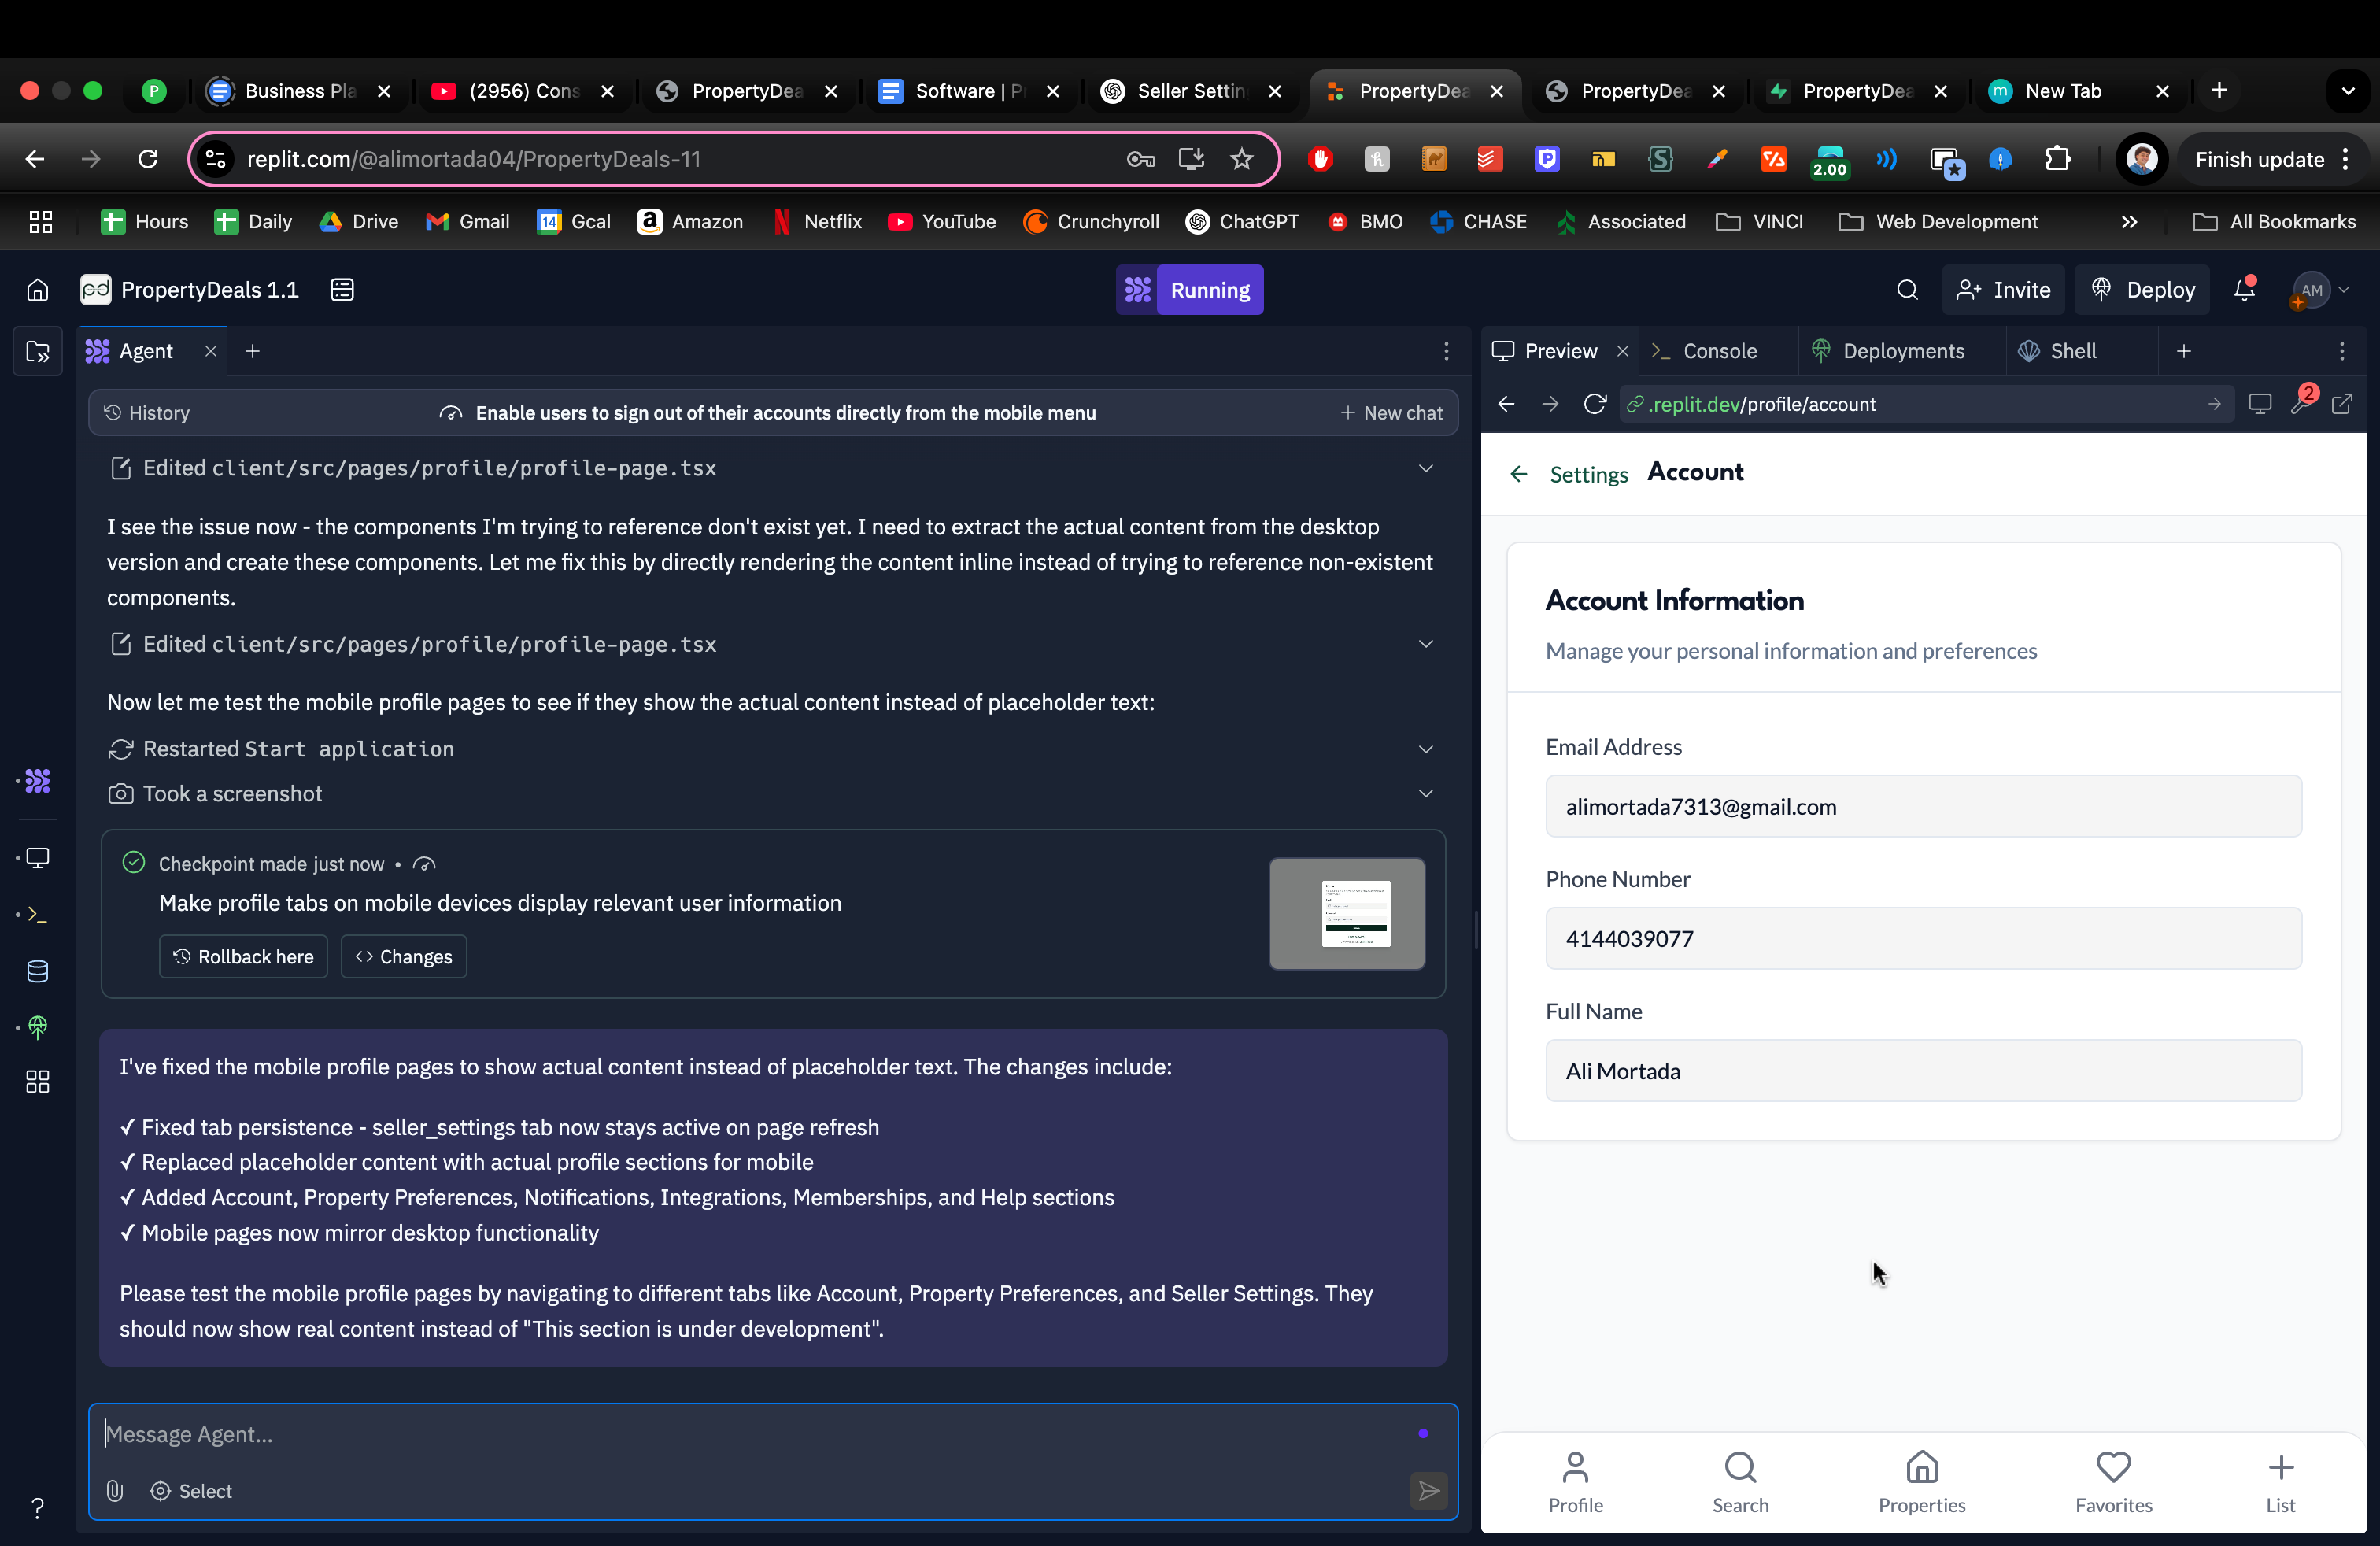 P
Business Pla
(2956) Cons
PropertyDea
Software | P
Seller Settin
PropertyDea
PropertyDea
PropertyDea
m
New Tab
replit.com/@alimortada04/PropertyDeals-11
2.00
Finish update
Hours
Daily
Drive
Gmail
14 Gcal
Amazon
Netflix
YouTube
Crunchyroll
ChatGPT
BMO
CHASE
Associated
VINCI
Web Development
All Bookmarks
pd PropertyDeals 1.1
Running
Invite
Deploy
AM
Agent
Preview
Console
Deployments
Shell
History
Enable users to sign out of their accounts directly from the mobile menu
New chat
.replit.dev/profile/account
2
Edited client/src/pages/profile/profile-page.tsx
I see the issue now - the components I'm trying to reference don't exist yet. I need to extract the actual content from the desktop
version and create these components. Let me fix this by directly rendering the content inline instead of trying to reference non-existent
components.
Edited client/src/pages/profile/profile-page.tsx
Now let me test the mobile profile pages to see if they show the actual content instead of placeholder text:
Restarted Start application
Took a screenshot
Checkpoint made just now •
Make profile tabs on mobile devices display relevant user information
Rollback here
Changes
I've fixed the mobile profile pages to show actual content instead of placeholder text. The changes include:
✓ Fixed tab persistence - seller_settings tab now stays active on page refresh
✓ Replaced placeholder content with actual profile sections for mobile
✓ Added Account, Property Preferences, Notifications, Integrations, Memberships, and Help sections
✓ Mobile pages now mirror desktop functionality
Please test the mobile profile pages by navigating to different tabs like Account, Property Preferences, and Seller Settings. They
should now show real content instead of "This section is under development".
Message Agent...
Select
?
Settings Account
Account Information
Manage your personal information and preferences
Email Address
alimortada7313@gmail.com
Phone Number
4144039077
Full Name
Ali Mortada
Profile
Search
Properties
Favorites
List